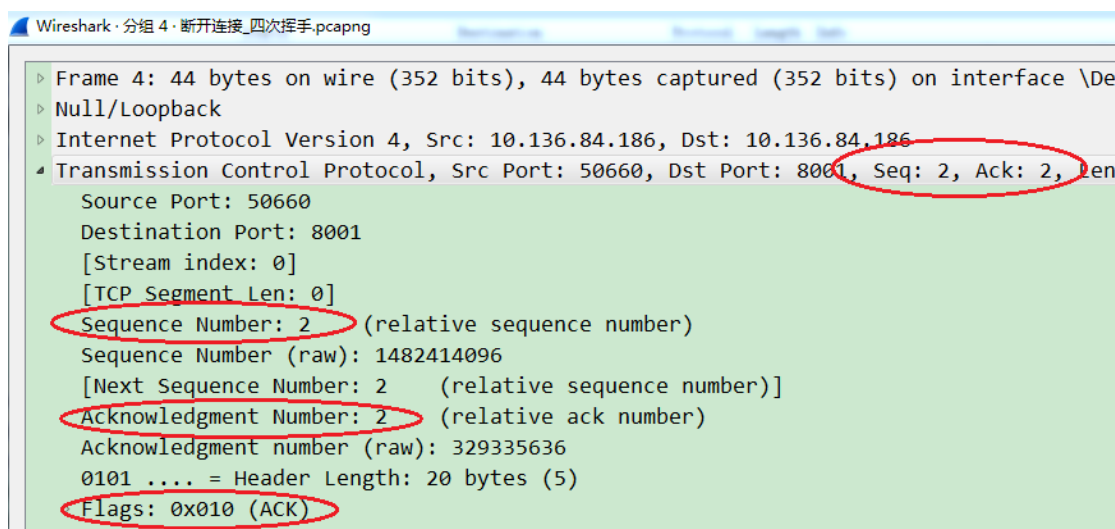 Wireshark · 分组 4 · 断开连接_四次挥手.pcapng
Frame 4: 44 bytes on wire (352 bits), 44 bytes captured (352 bits) on interface \De
Null/Loopback
Internet Protocol Version 4, Src: 10.136.84.186, Dst: 10.136.84.186
Transmission Control Protocol, Src Port: 50660, Dst Port: 8001, Seq: 2, Ack: 2, Len
Source Port: 50660
Destination Port: 8001
[Stream index: 0]
[TCP Segment Len: 0]
Sequence Number: 2 (relative sequence number)
Sequence Number (raw): 1482414096
[Next Sequence Number: 2 (relative sequence number)]
Acknowledgment Number: 2 (relative ack number)
Acknowledgment number (raw): 329335636
0101 .... = Header Length: 20 bytes (5)
Flags: 0x010 (ACK)